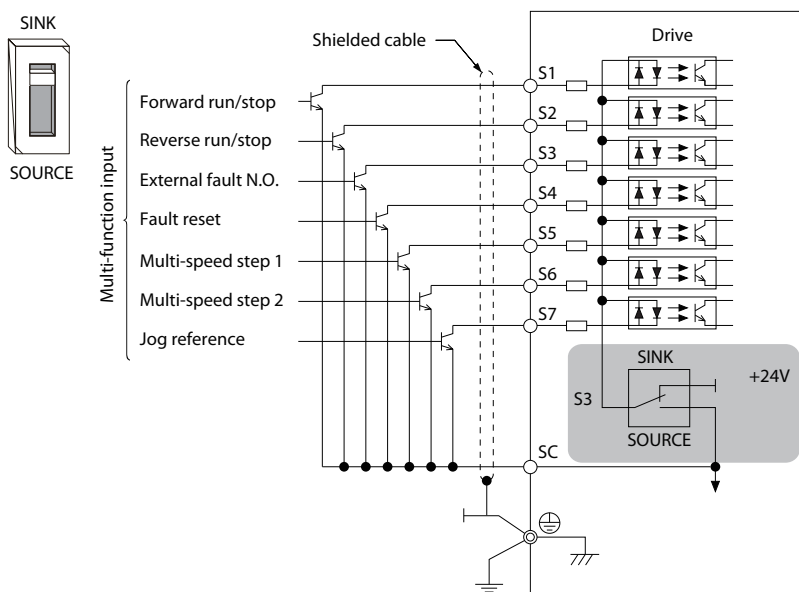 SINK
SOURCE
Shielded cable
Drive
Multi-function input
Forward run/stop
Reverse run/stop
External fault N.O.
Fault reset
Multi-speed step 1
Multi-speed step 2
Jog reference
S1
S2
S3
S4
S5
S6
S7
SINK
+24V
S3
SOURCE
SC